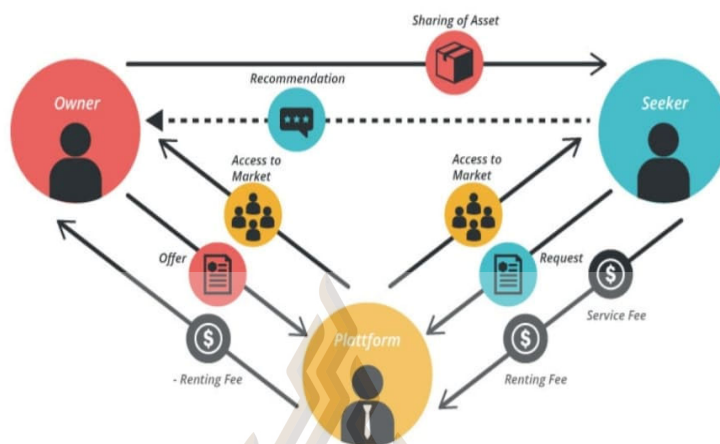 Sharing of Asset
Recommendation
Owner
Seeker
Access to
Market
Access to
Market
Offer
Request
Service Fee
Plattform
- Renting Fee
Renting Fee